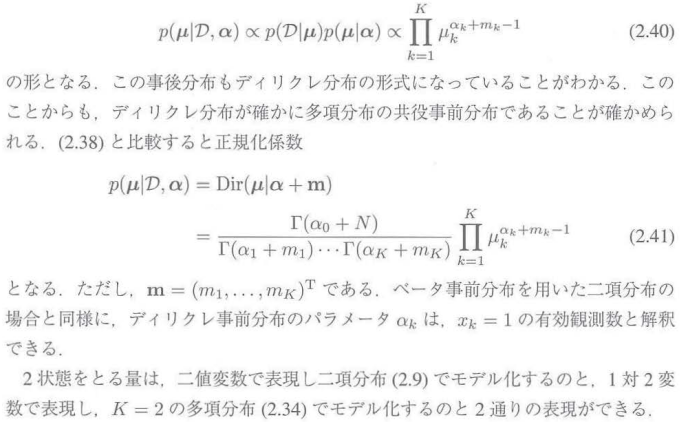 p(μ|D, α) ∝ p(D|μ)p(μ|α) ∝ ∏_{k=1}^{K} μ_k^{α_k+m_k−1} (2.40)
の形となる．この事後分布もディリクレ分布の形式になっていることがわかる．この
ことからも，ディリクレ分布が確かに多項分布の共役事前分布であることが確かめら
れる．(2.38) と比較すると正規化係数
p(μ|D, α) = Dir(μ|α + m)
= \frac{Γ(α_0 + N)}{Γ(α_1 + m_1) ⋯ Γ(α_K + m_K)} ∏_{k=1}^{K} μ_k^{α_k+m_k−1} (2.41)
となる．ただし，m = (m_1, . . . , m_K)^T である．ベータ事前分布を用いた二項分布の
場合と同様に，ディリクレ事前分布のパラメータ α_k は，x_k = 1 の有効観測数と解釈
できる．
2 状態をとる量は，二値変数で表現し二項分布 (2.9) でモデル化するのと，1 対 2 変
数で表現し，K = 2 の多項分布 (2.34) でモデル化するのと 2 通りの表現ができる．